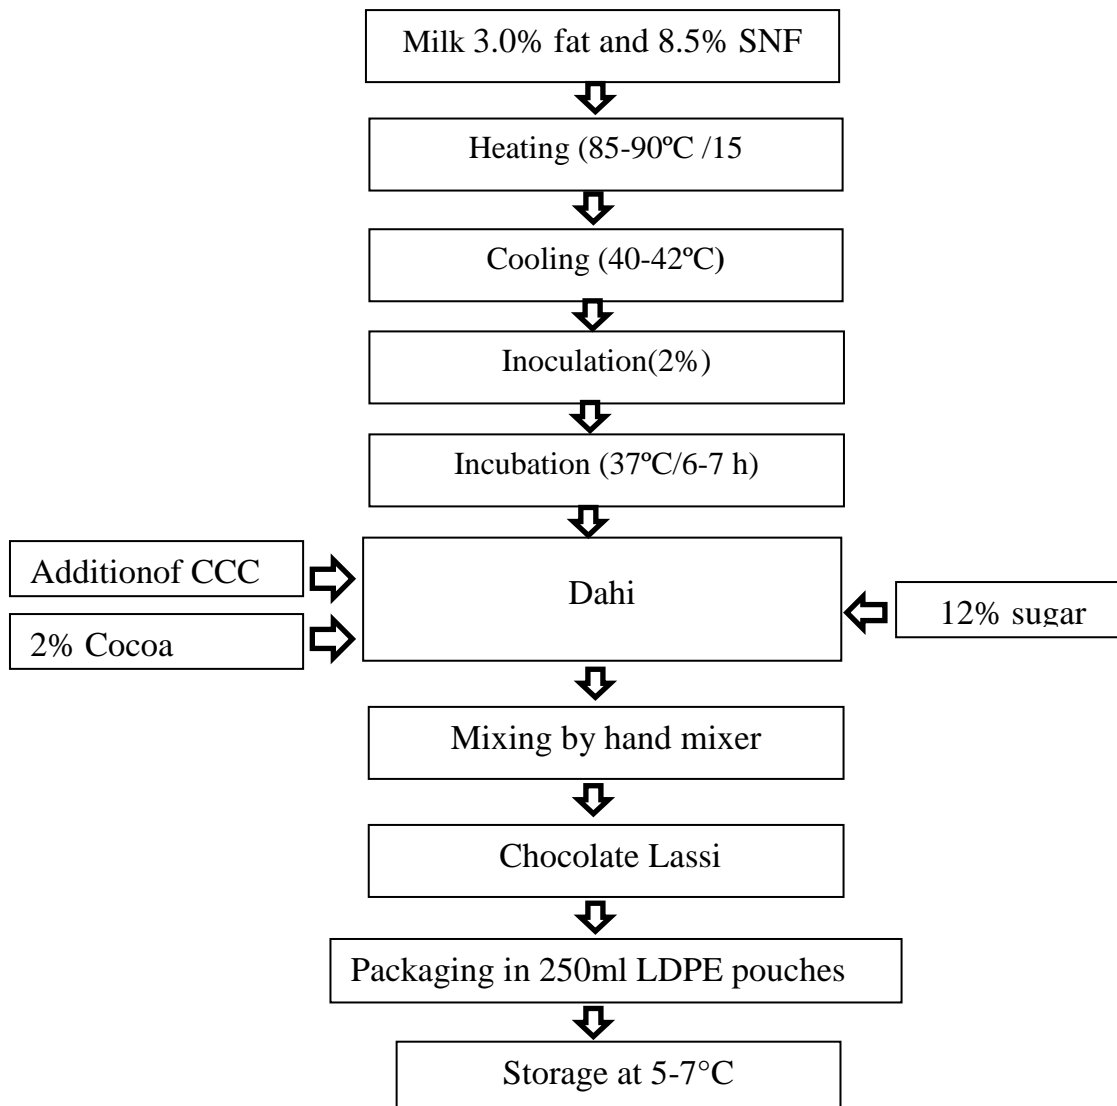 Milk 3.0% fat and 8.5% SNF
Heating (85-90ºC /15
Cooling (40-42ºC)
Inoculation(2%)
Incubation (37ºC/6-7 h)
Additionof CCC
2% Cocoa
Dahi
12% sugar
Mixing by hand mixer
Chocolate Lassi
Packaging in 250ml LDPE pouches
Storage at 5-7°C